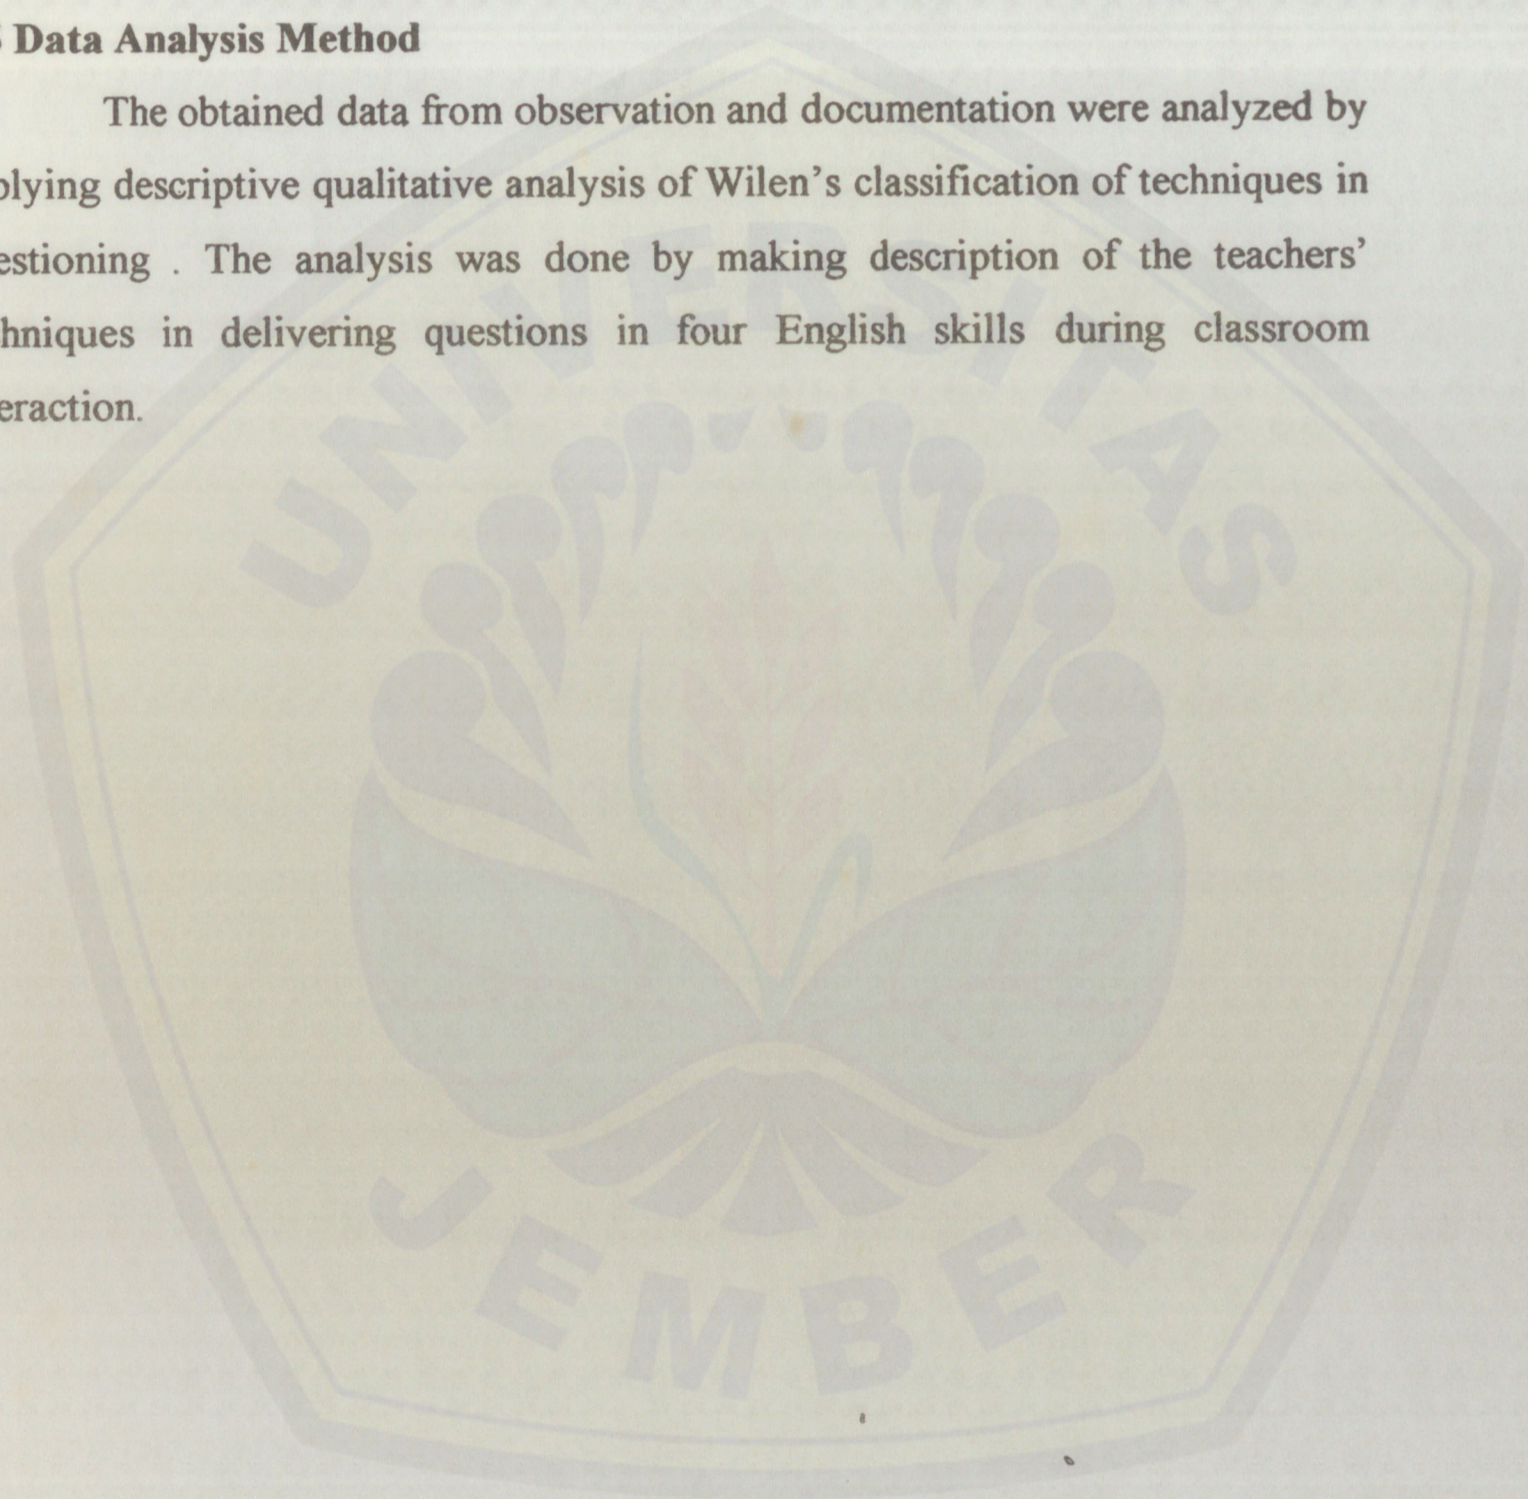 Data Analysis Method
The obtained data from observation and documentation were analyzed by
plying descriptive qualitative analysis of Wilen's classification of techniques in
estioning . The analysis was done by making description of the teachers'
hniques in delivering questions in four English skills during classroom
eraction.
UNIVERSITAS
JEMBER